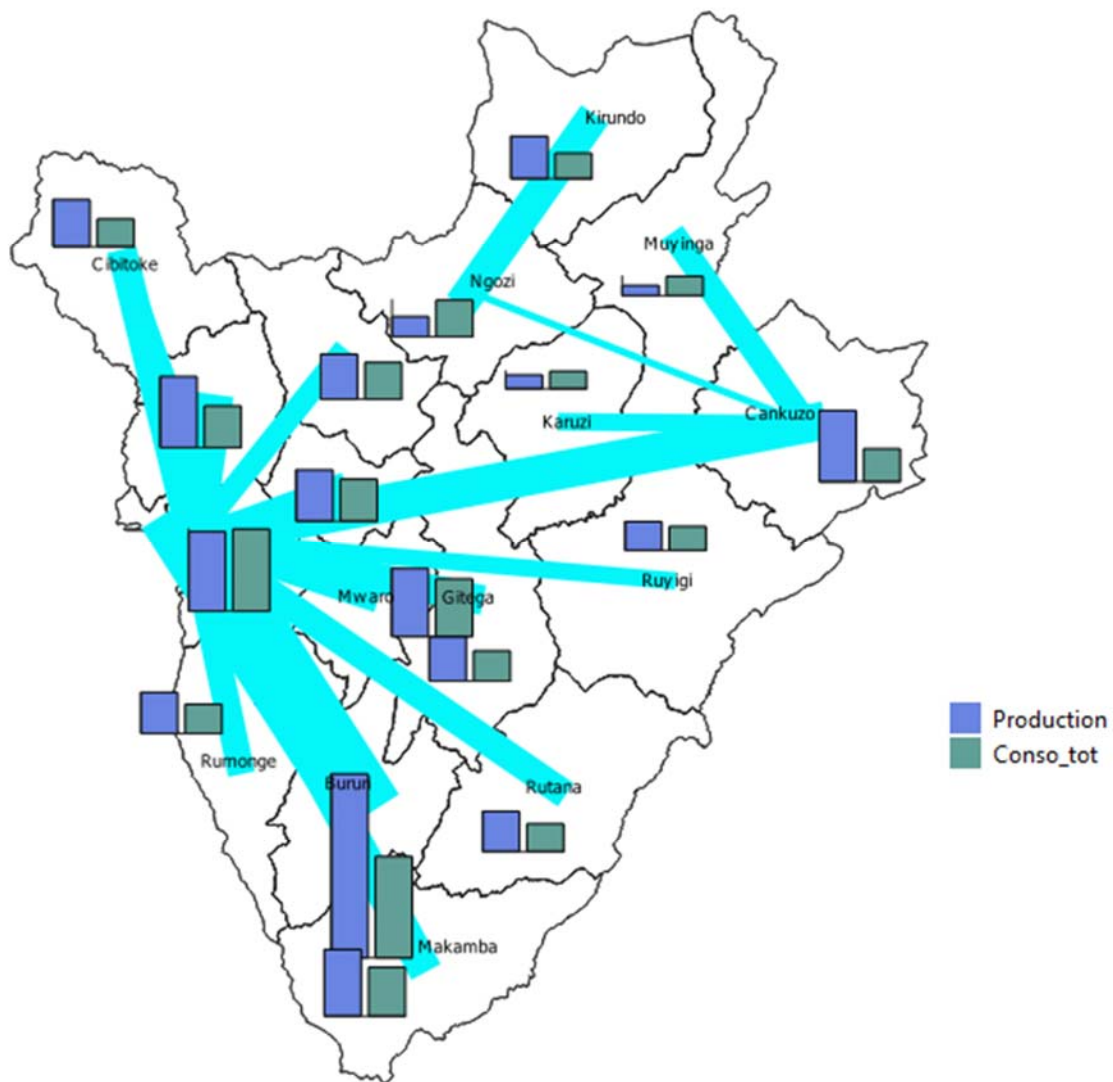 Kirundo
Muyinga
Cibitoke
Ngozi
Cankuzo
Karuzi
Ruyigi
Mwaro
Gitega
Production
Conso_tot
Rumonge
Rutana
Makamba